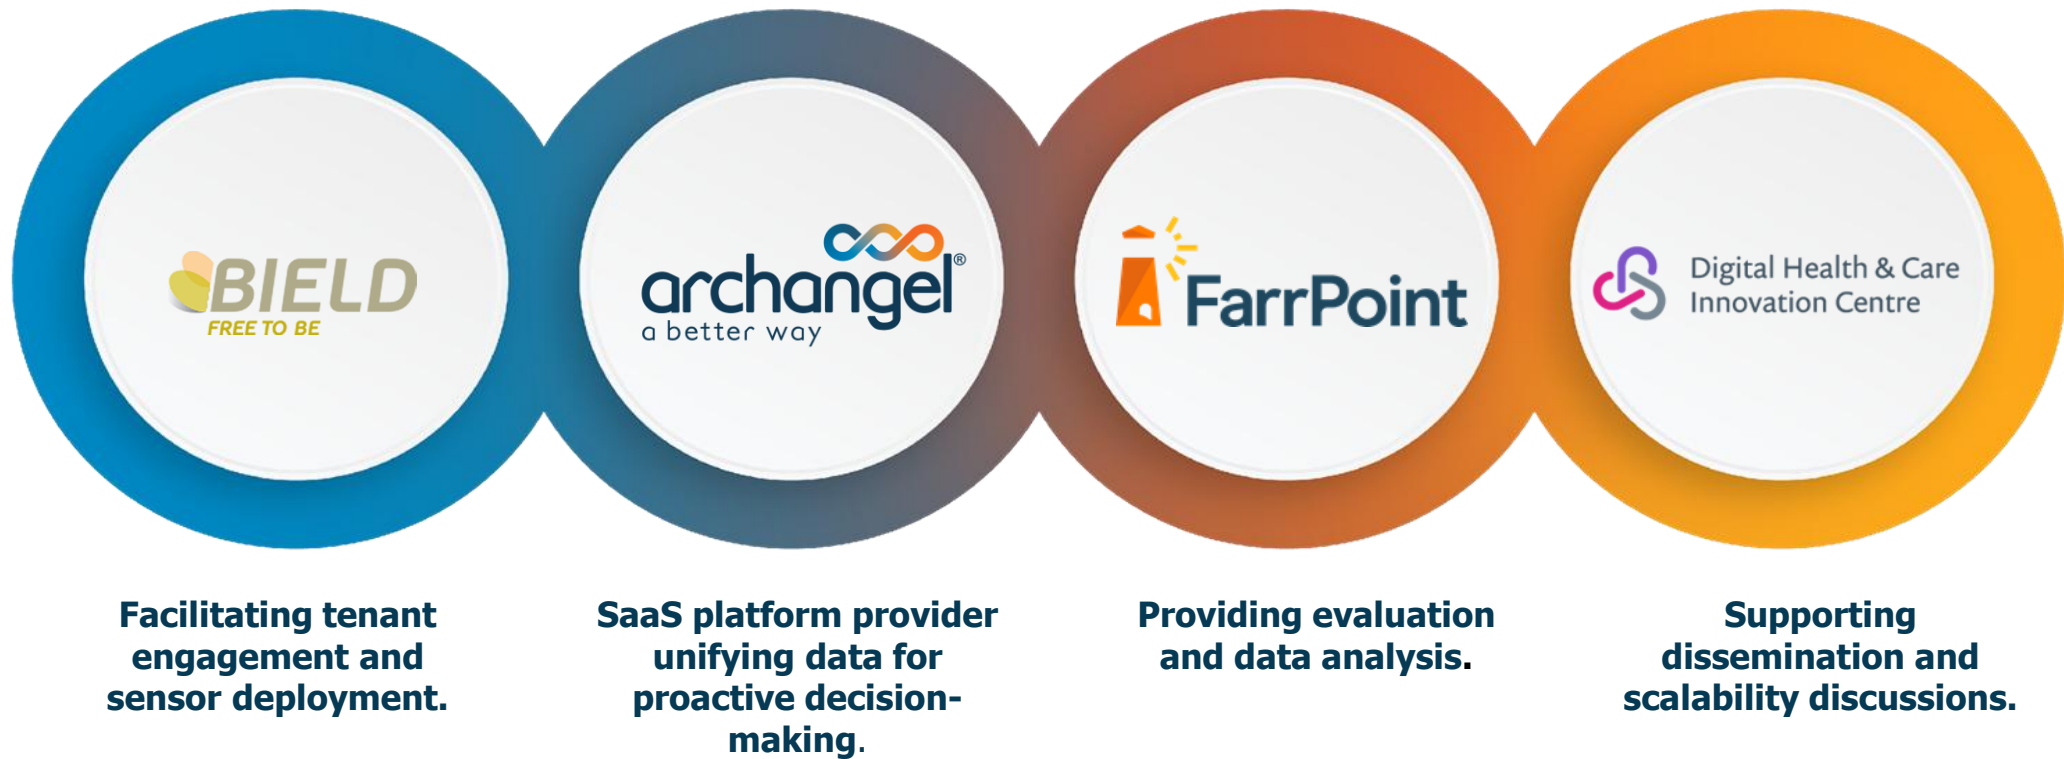 BIELD
FREE TO BE
archangel®
a better way
FarrPoint
Digital Health & Care
Innovation Centre
Facilitating tenant
engagement and
sensor deployment.
SaaS platform provider
unifying data for
proactive decision-
making.
Providing evaluation
and data analysis.
Supporting
dissemination and
scalability discussions.